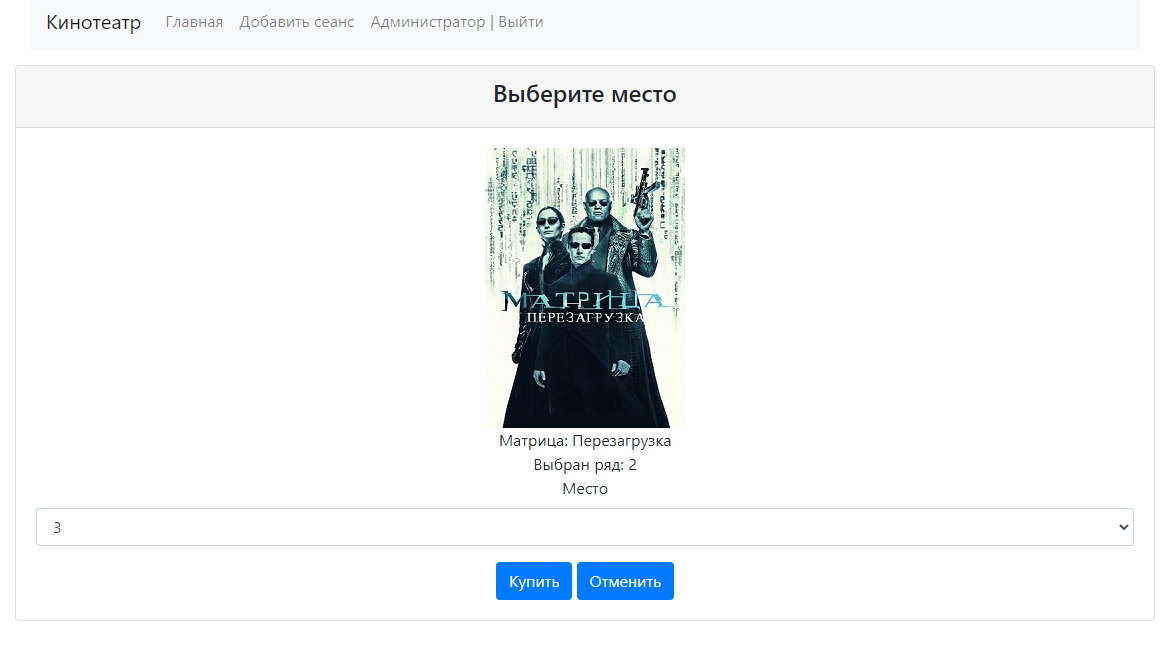 Кинотеатр Главная Добавить сеанс Администратор | Выйти
Выберите место
МАТРИЦА
ПЕРЕЗАГРУЗКА
Матрица: Перезагрузка
Выбран ряд: 2
Место
3
Купить Отменить